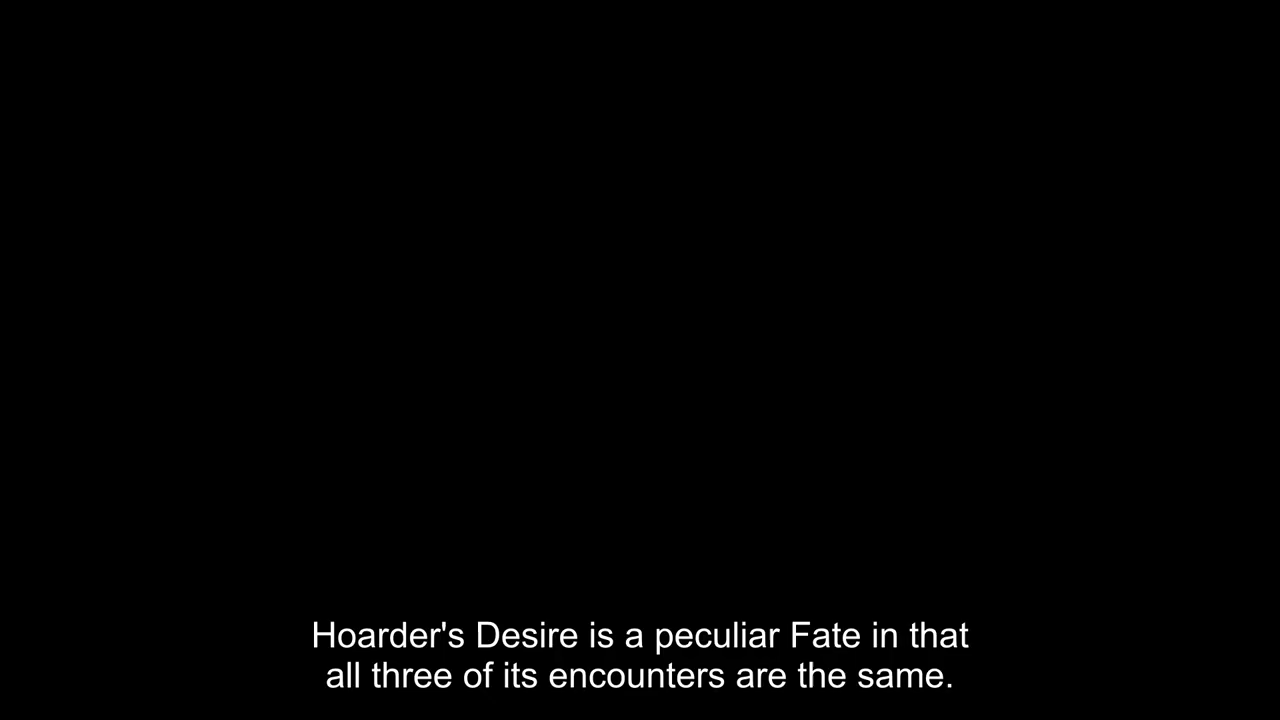 Hoarder's Desire is a peculiar Fate in that
all three of its encounters are the same.